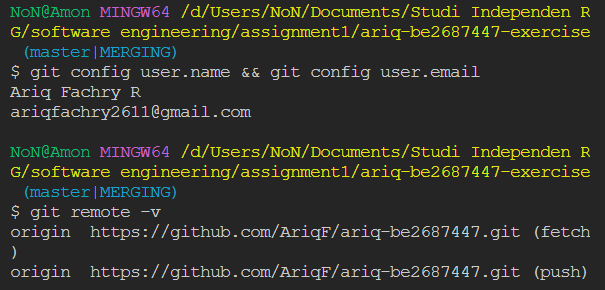 NoN@Amon MINGW64 /d/Users/NoN/Documents/Studi Independen R
G/software engineering/assignment1/ariq-be2687447-exercise
(master|MERGING)
$ git config user.name && git config user.email
Ariq Fachry R
ariqfachry2611@gmail.com
NoN@Amon MINGW64 /d/Users/NoN/Documents/Studi Independen R
G/software engineering/assignment1/ariq-be2687447-exercise
(master|MERGING)
$ git remote -v
origin  https://github.com/AriqF/ariq-be2687447.git (fetch
)
origin  https://github.com/AriqF/ariq-be2687447.git (push)